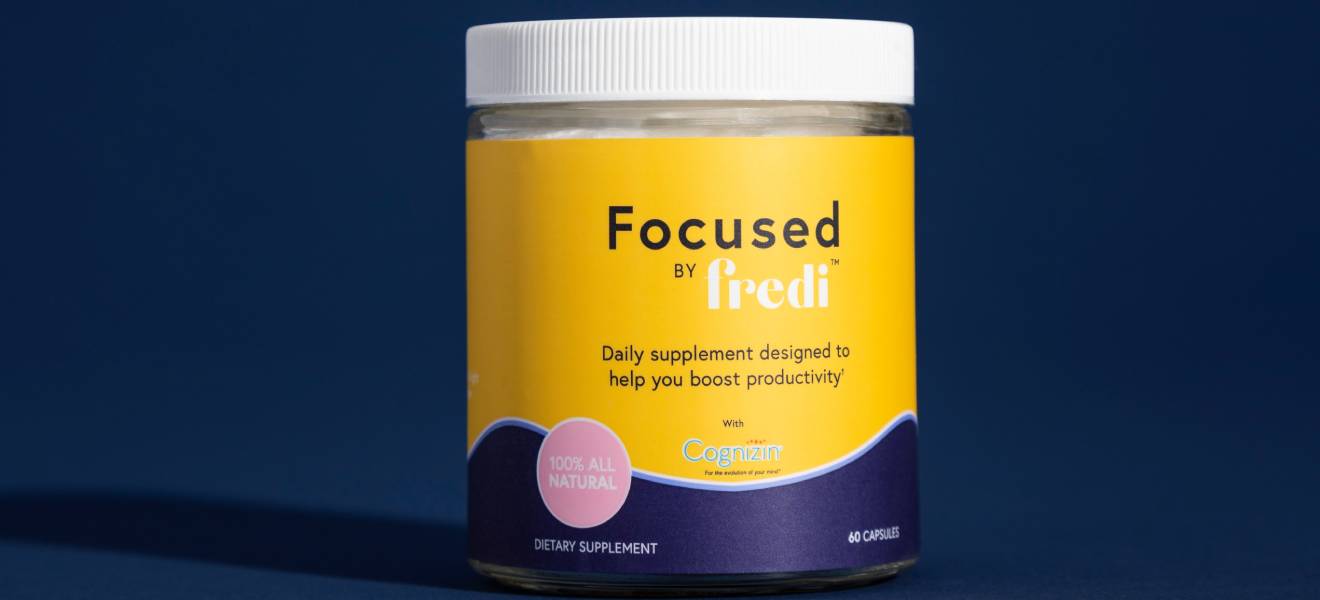 Focused
BY fredi™
Daily supplement designed to
help you boost productivity†
With
Cognizin®
For the evolution of your mind®
100% ALL
NATURAL
DIETARY SUPPLEMENT
60 CAPSULES